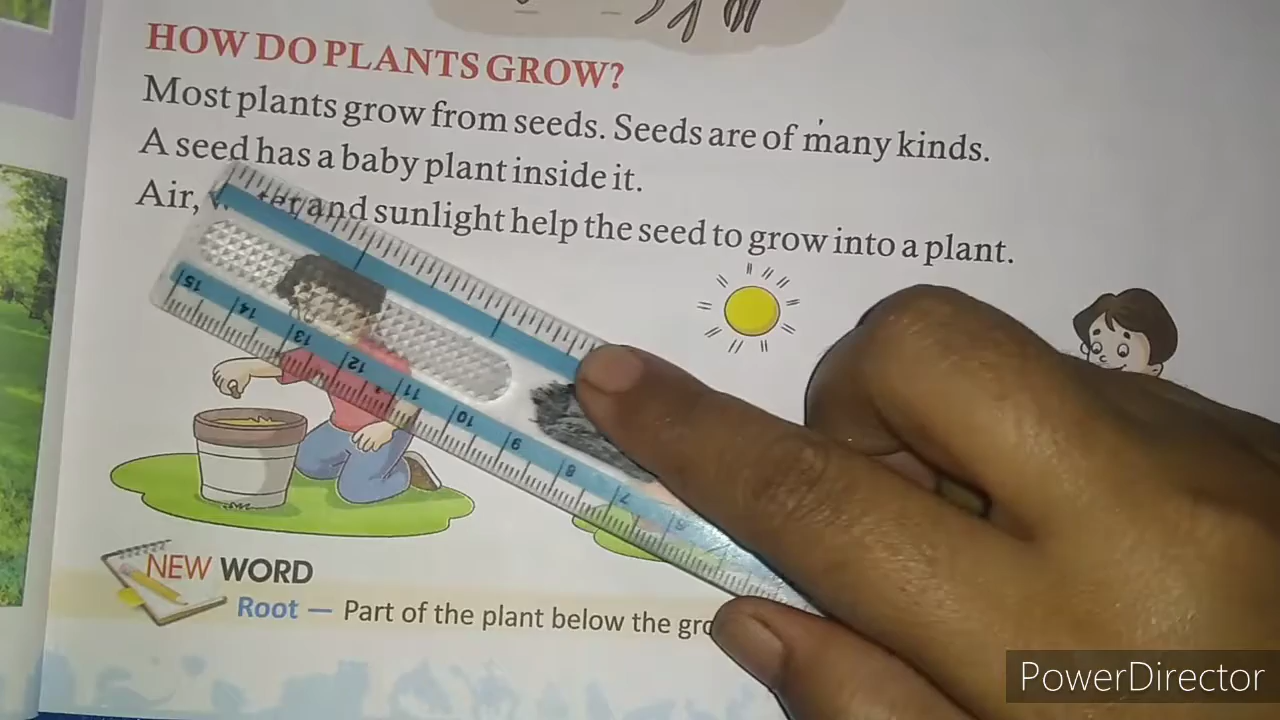 HOW DO PLANTS GROW?
Most plants grow from seeds. Seeds are of many kinds.
A seed has a baby plant inside it.
Air, water and sunlight help the seed to grow into a plant.
15 14 13 12 11 10 9 8 7
NEW WORD
Root — Part of the plant below the
PowerDirector